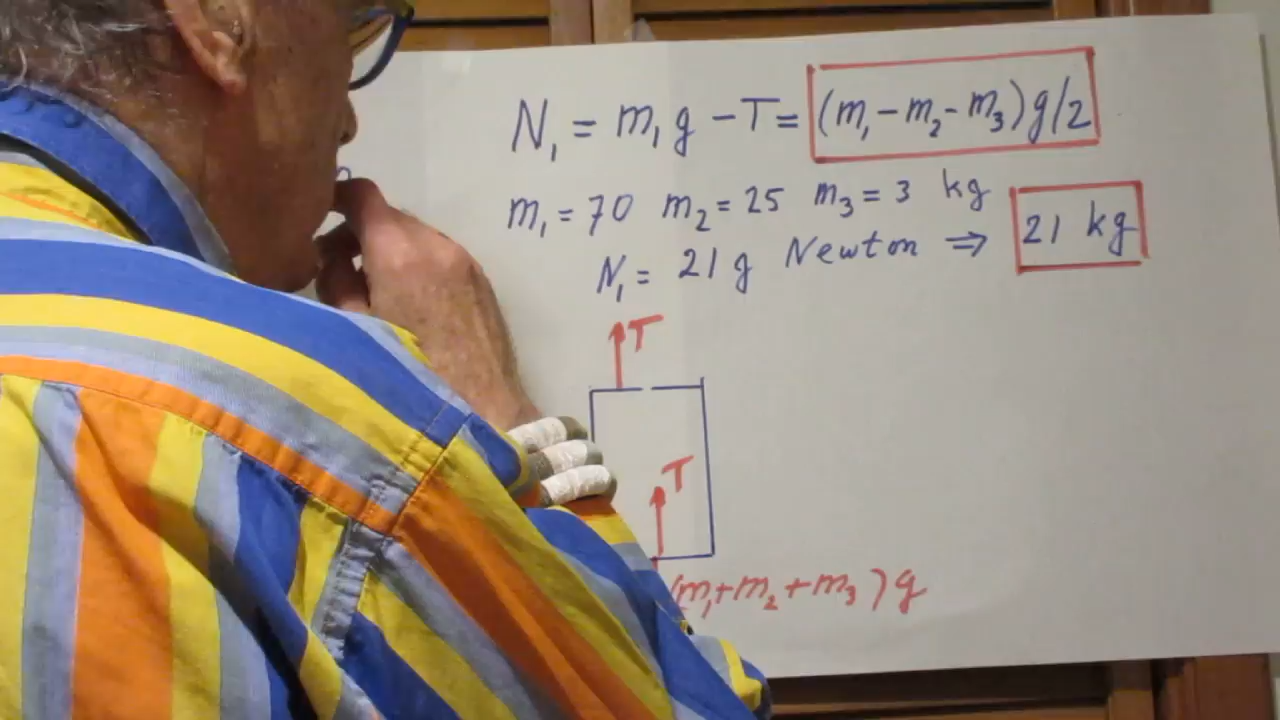 N₁ = m₁g - T = (m₁ - m₂ - m₃)g/2
m₁ = 70 m₂ = 25 m₃ = 3 kg
N₁ = 21g Newton ⇒ 21 kg
T
T
(m₁+m₂+m₃)g